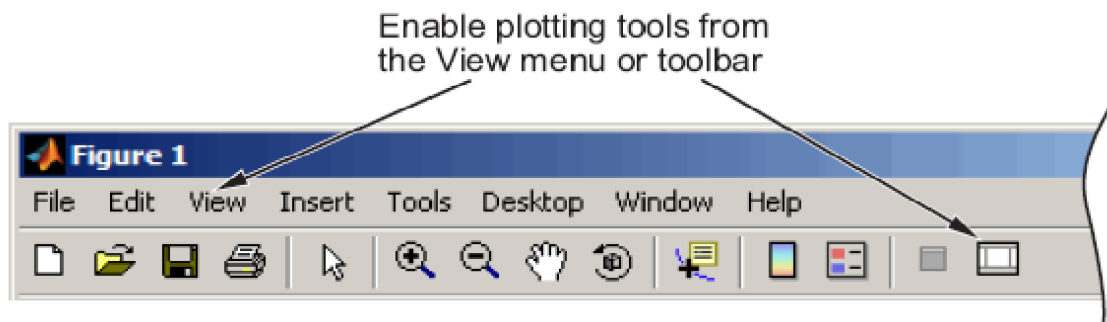 Enable plotting tools from
the View menu or toolbar
Figure 1
File Edit View Insert Tools Desktop Window Help